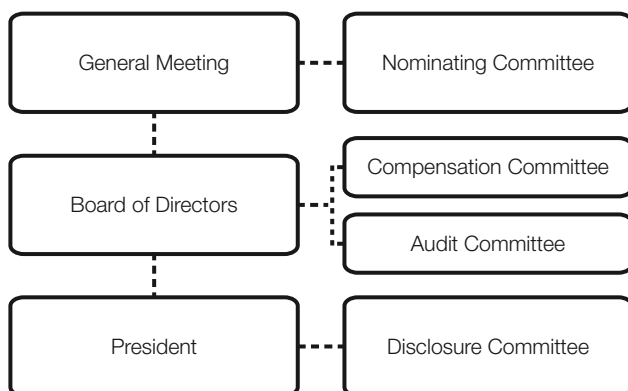 General Meeting
Nominating Committee
Board of Directors
Compensation Committee
Audit Committee
President
Disclosure Committee